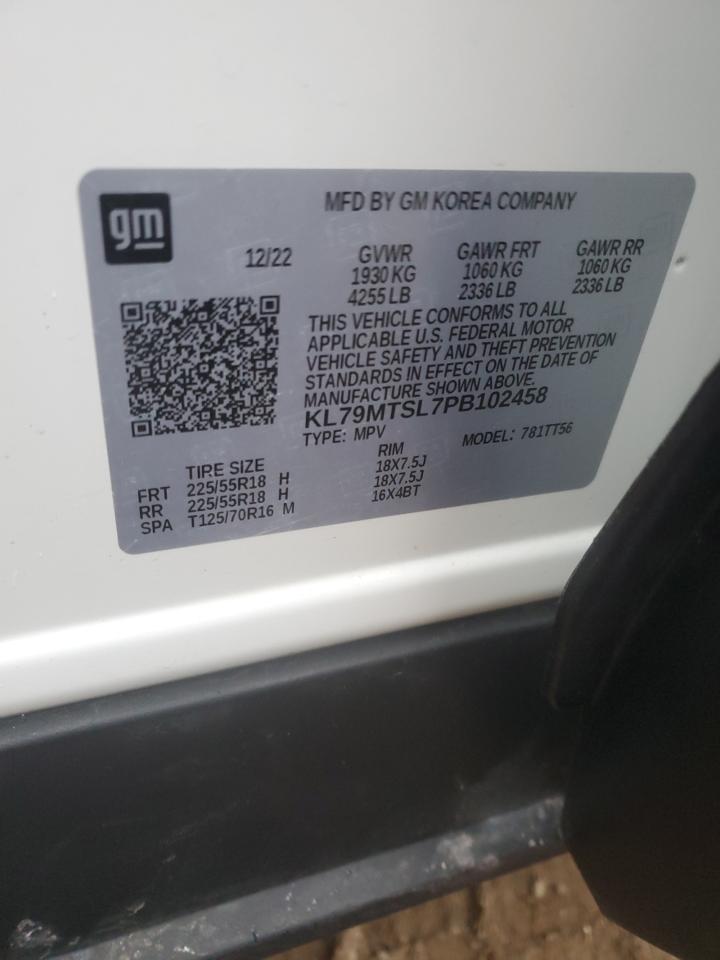 gm
MFD BY GM KOREA COMPANY
12/22 GVWR GAWR FRT GAWR RR
1930 KG 1060 KG 1060 KG
4255 LB 2336 LB 2336 LB
THIS VEHICLE CONFORMS TO ALL
APPLICABLE U.S. FEDERAL MOTOR
VEHICLE SAFETY AND THEFT PREVENTION
STANDARDS IN EFFECT ON THE DATE OF
MANUFACTURE SHOWN ABOVE.
KL79MTSL7PB102458
TYPE: MPV MODEL: 781TT56
TIRE SIZE RIM
FRT 225/55R18 H 18X7.5J
RR 225/55R18 H 18X7.5J
SPA T125/70R16 M 16X4BT